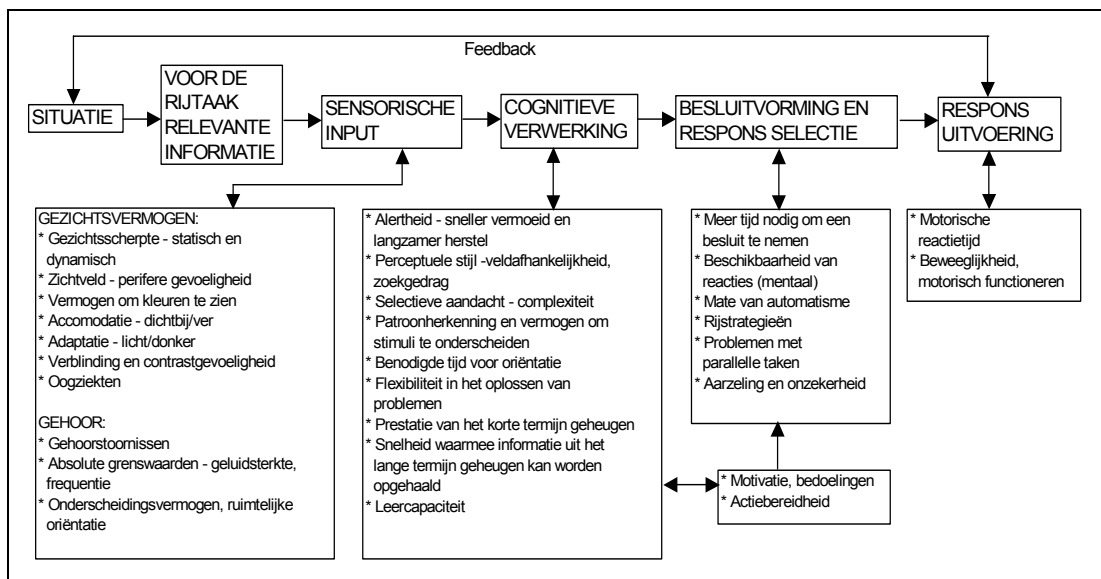 Feedback
SITUATIE
VOOR DE
RIJTAAK
RELEVANTE
INFORMATIE
SENSORISCHE
INPUT
COGNITIEVE
VERWERKING
BESLUITVORMING EN
RESPONS SELECTIE
RESPONS
UITVOERING
GEZICHTSVERMOGEN:
* Gezichtsscherpte - statisch en
dynamisch
* Zichtveld - perifere gevoeligheid
* Vermogen om kleuren te zien
* Accomodatie - dichtbij/ver
* Adaptatie - licht/donker
* Verblinding en contrastgevoeligheid
* Oogziekten
GEHOOR:
* Gehoorstoornissen
* Absolute grenswaarden - geluidsterkte,
frequentie
* Onderscheidingsvermogen, ruimtelijke
oriëntatie
* Alertheid - sneller vermoeid en
langzamer herstel
* Perceptuele stijl -veldafhankelijkheid,
zoekgedrag
* Selectieve aandacht - complexiteit
* Patroonherkenning en vermogen om
stimuli te onderscheiden
* Benodigde tijd voor oriëntatie
* Flexibiliteit in het oplossen van
problemen
* Prestatie van het korte termijn geheugen
* Snelheid waarmee informatie uit het
lange termijn geheugen kan worden
opgehaald
* Leercapaciteit
* Meer tijd nodig om een
besluit te nemen
* Beschikbaarheid van
reacties (mentaal)
* Mate van automatisme
* Rijstrategieën
* Problemen met
parallelle taken
* Aarzeling en onzekerheid
* Motivatie, bedoelingen
* Actiebereidheid
* Motorische
reactietijd
* Beweeglijkheid,
motorisch functioneren